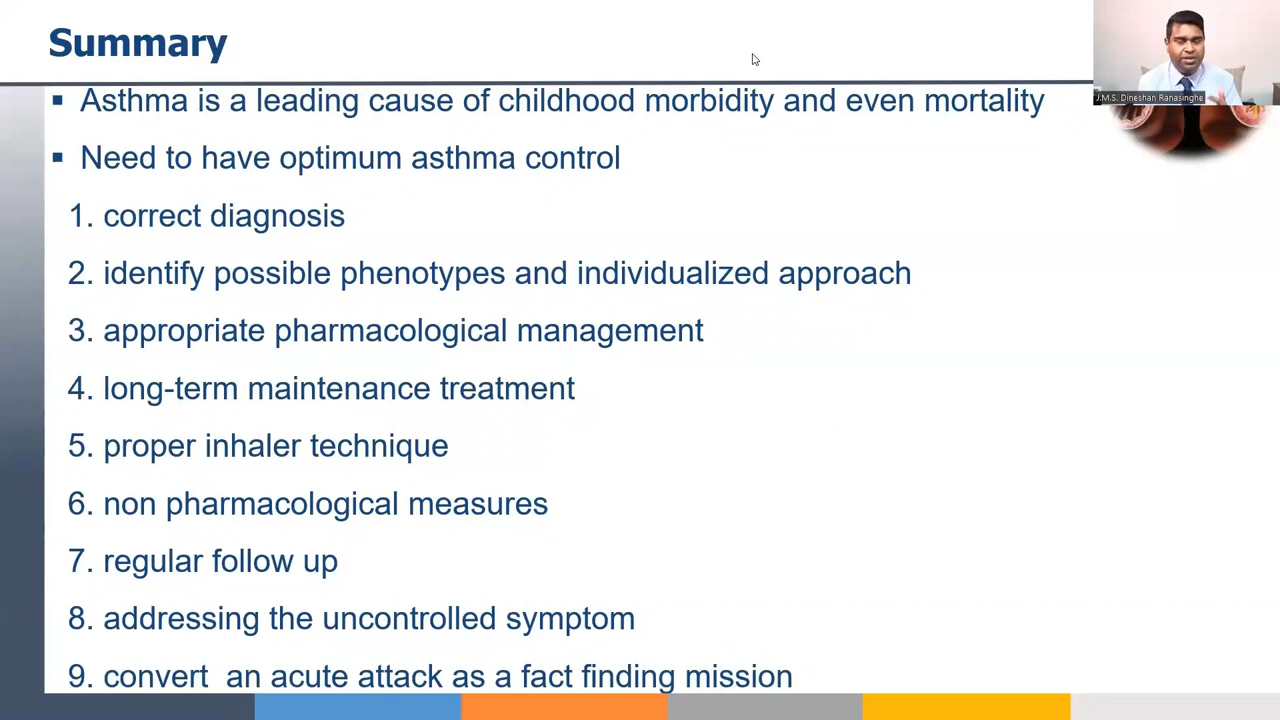 Summary
J.M.S. Dineshan Ranasinghe
▪ Asthma is a leading cause of childhood morbidity and even mortality
▪ Need to have optimum asthma control
1. correct diagnosis
2. identify possible phenotypes and individualized approach
3. appropriate pharmacological management
4. long-term maintenance treatment
5. proper inhaler technique
6. non pharmacological measures
7. regular follow up
8. addressing the uncontrolled symptom
9. convert  an acute attack as a fact finding mission